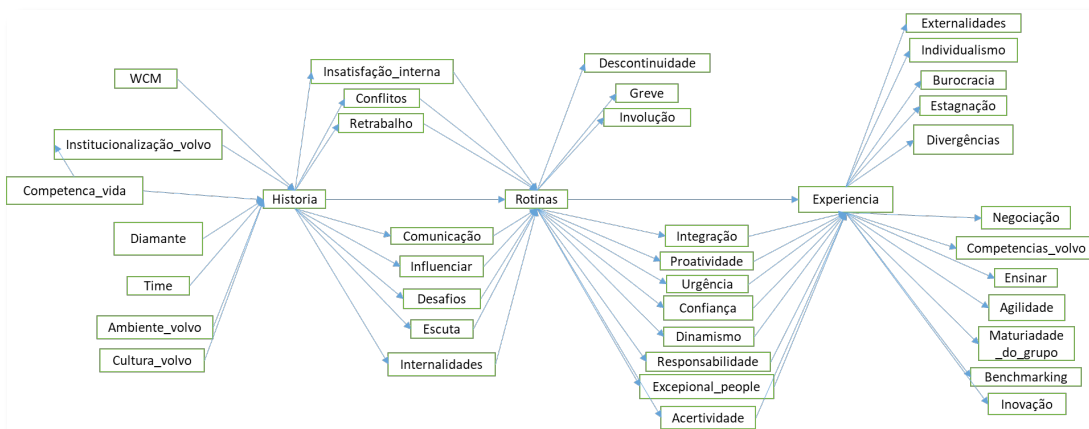 WCM
Institucionalização_volvo
Competenca_vida
Diamante
Time
Ambiente_volvo
Cultura_volvo
Historia
Insatisfação_interna
Conflitos
Retrabalho
Comunicação
Influenciar
Desafios
Escuta
Internalidades
Rotinas
Descontinuidade
Greve
Involução
Integração
Proatividade
Urgência
Confiança
Dinamismo
Responsabilidade
Excepional_people
Acertividade
Experiencia
Externalidades
Individualismo
Burocracia
Estagnação
Divergências
Negociação
Competencias_volvo
Ensinar
Agilidade
Maturiadade
_do_grupo
Benchmarking
Inovação